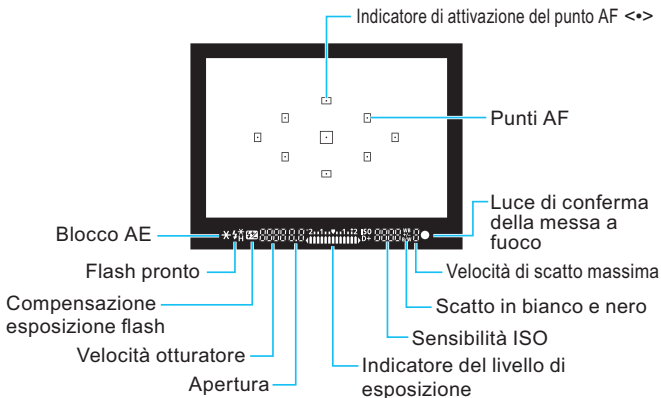 Indicatore di attivazione del punto AF <•>
Punti AF
Luce di conferma
della messa a
fuoco
Blocco AE
Flash pronto
Velocità di scatto massima
Compensazione
esposizione flash
Scatto in bianco e nero
Velocità otturatore
Sensibilità ISO
Apertura
Indicatore del livello di
esposizione
ISO
D+